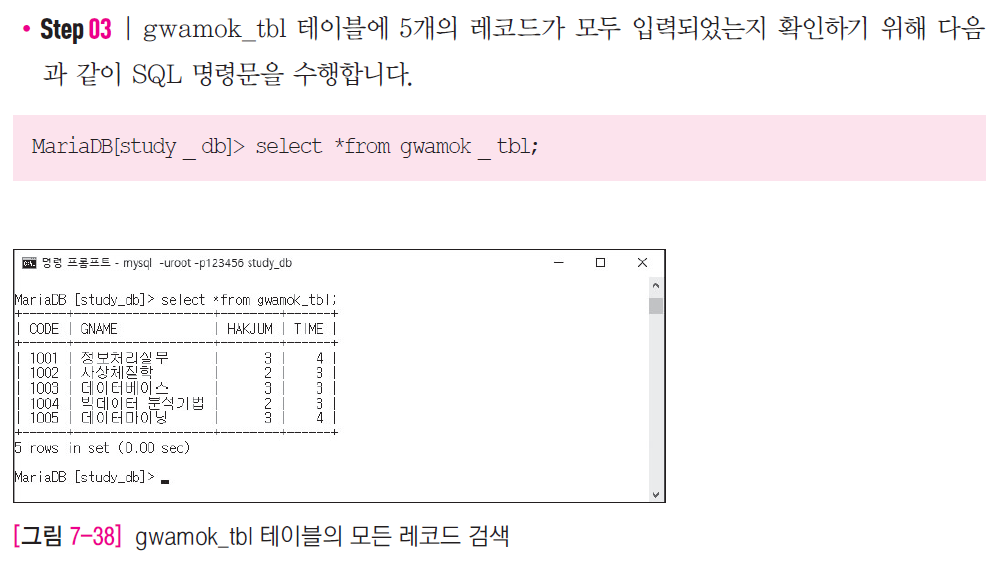 • Step 03 | gwamok_tbl 테이블에 5개의 레코드가 모두 입력되었는지 확인하기 위해 다음
과 같이 SQL 명령문을 수행합니다.
MariaDB[study _ db]> select *from gwamok _ tbl;
명령 프롬프트 - mysql -uroot -p123456 study_db
MariaDB [study_db]> select *from gwamok_tbl;
+------+-----------------+--------+------+
| CODE | GNAME | HAKJUM | TIME |
+------+-----------------+--------+------+
| 1001 | 정보처리실무 | 3 | 4 |
| 1002 | 사상체질학 | 2 | 3 |
| 1003 | 데이터베이스 | 3 | 3 |
| 1004 | 빅데이터 분석기법 | 2 | 3 |
| 1005 | 데이터마이닝 | 3 | 4 |
+------+-----------------+--------+------+
5 rows in set (0.00 sec)
MariaDB [study_db]> _
[그림 7-38] gwamok_tbl 테이블의 모든 레코드 검색